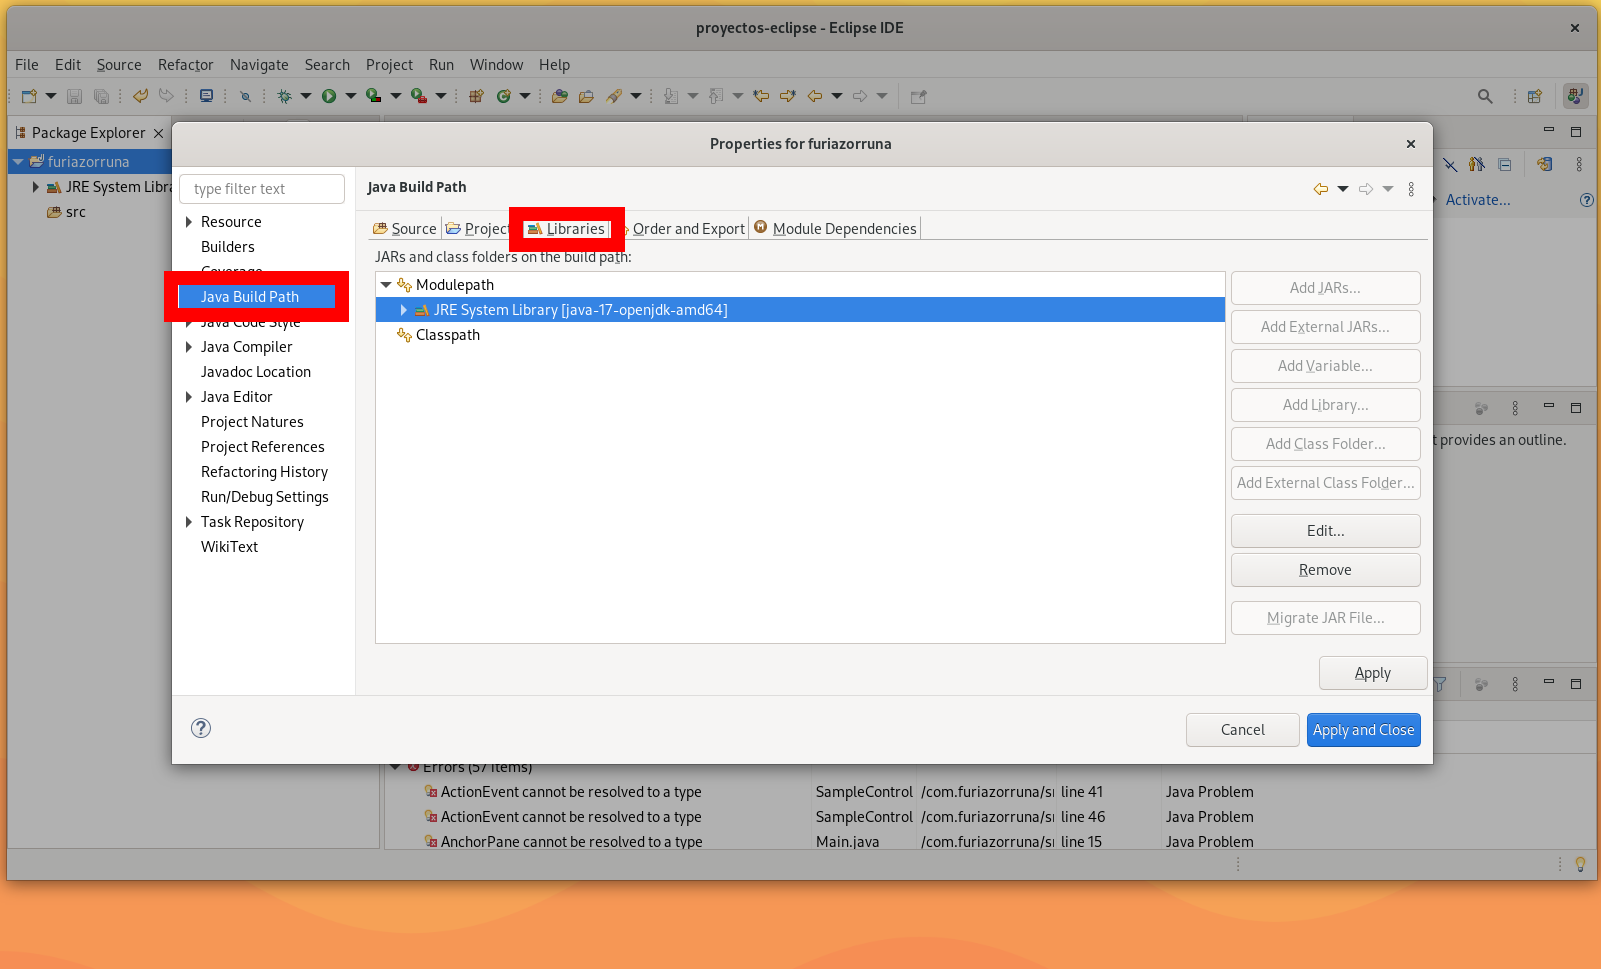 proyectos-eclipse - Eclipse IDE
File Edit Source Refactor Navigate Search Project Run Window Help
Package Explorer
furiazorruna
JRE System Libra
src
Activate...
t provides an outline.
Properties for furiazorruna
type filter text
Resource
Builders
Coverage
Java Build Path
Java Code Style
Java Compiler
Javadoc Location
Java Editor
Project Natures
Project References
Refactoring History
Run/Debug Settings
Task Repository
WikiText
Java Build Path
Source Project Libraries Order and Export Module Dependencies
JARs and class folders on the build path:
Modulepath
JRE System Library [java-17-openjdk-amd64]
Classpath
Add JARs...
Add External JARs...
Add Variable...
Add Library...
Add Class Folder...
Add External Class Folder...
Edit...
Remove
Migrate JAR File...
Apply
Cancel
Apply and Close
Errors (57 items)
ActionEvent cannot be resolved to a type SampleControl /com.furiazorruna/sr line 41 Java Problem
ActionEvent cannot be resolved to a type SampleControl /com.furiazorruna/sr line 46 Java Problem
AnchorPane cannot be resolved to a type Main.java /com.furiazorruna/sr line 15 Java Problem